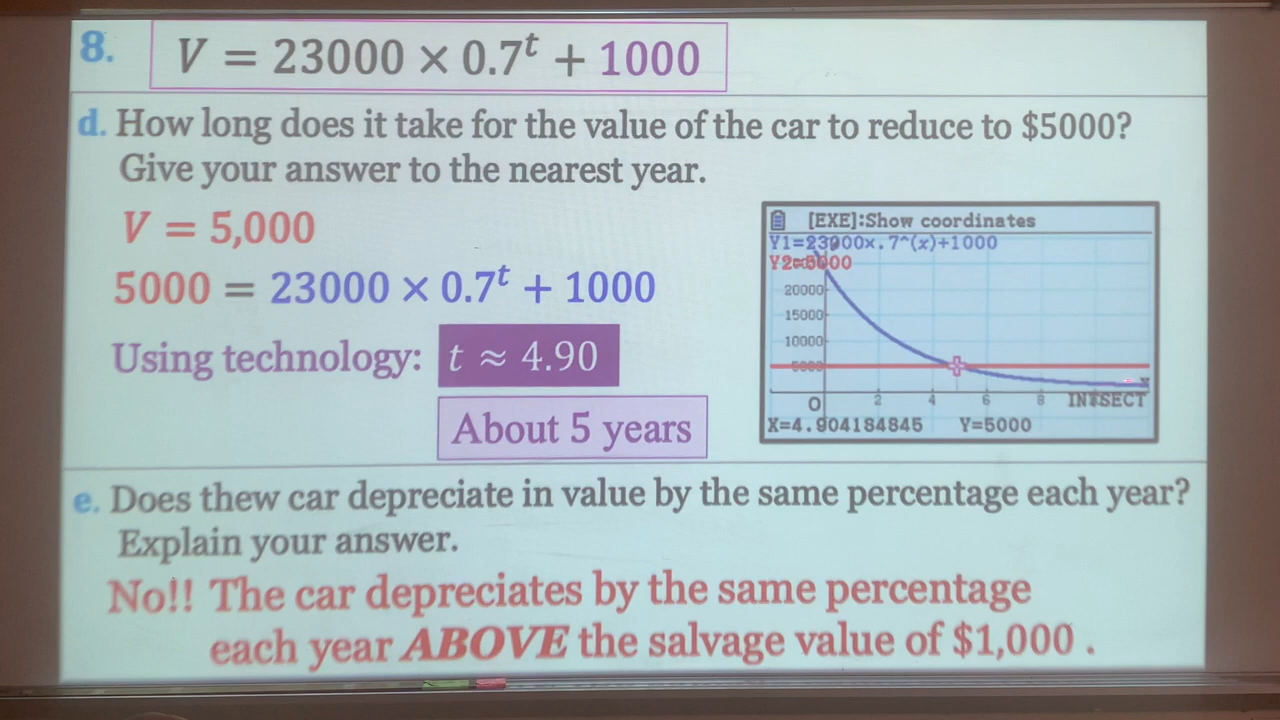 8. V = 23000 × 0.7^t + 1000
d. How long does it take for the value of the car to reduce to $5000?
Give your answer to the nearest year.
V = 5,000
5000 = 23000 × 0.7^t + 1000
Using technology: t ≈ 4.90
About 5 years
[EXE]:Show coordinates
Y1=23000x.7^(x)+1000
Y2=5000
20000
15000
10000
5000
O 2 4 6 8 INTSECT
X=4.904184845 Y=5000
e. Does thew car depreciate in value by the same percentage each year?
Explain your answer.
No!! The car depreciates by the same percentage
each year ABOVE the salvage value of $1,000 .